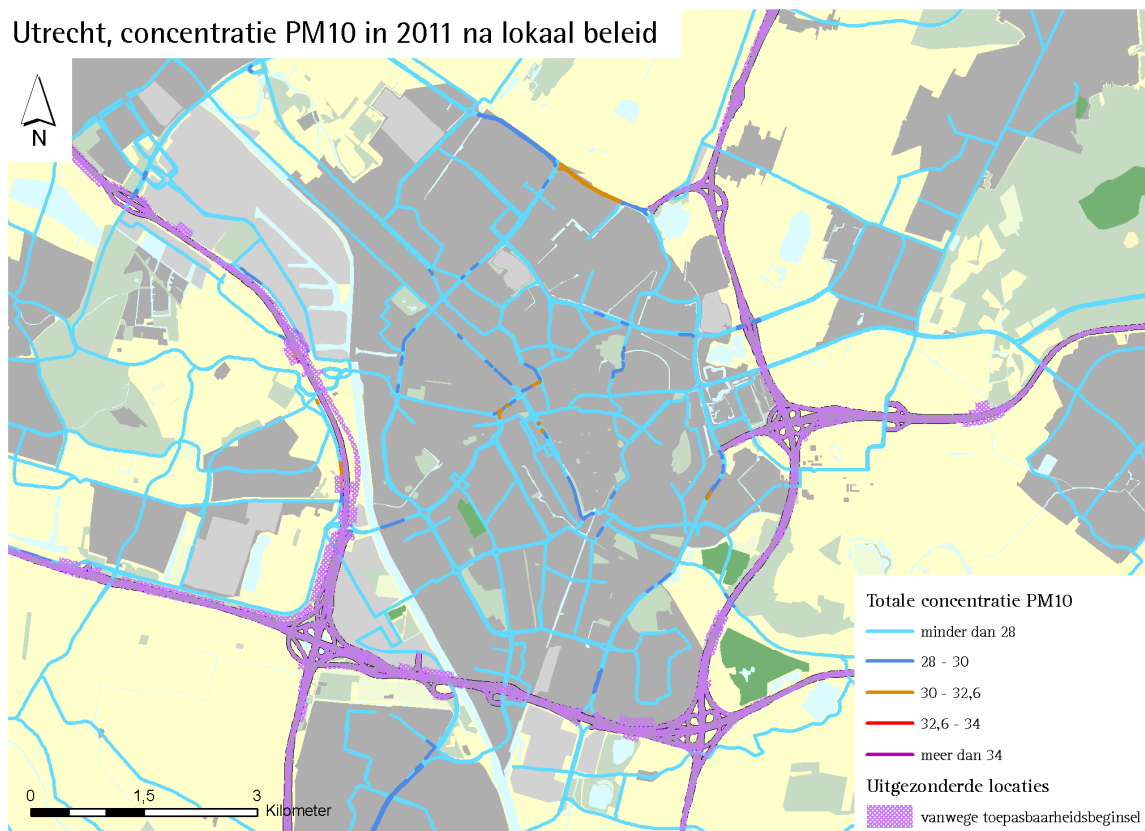 Utrecht, concentratie PM10 in 2011 na lokaal beleid
N
Totale concentratie PM10
minder dan 28
28 - 30
30 - 32,6
32,6 - 34
meer dan 34
Uitgezonderde locaties
vanwege toepasbaarheidsbeginsel
0 1,5 3
Kilometer